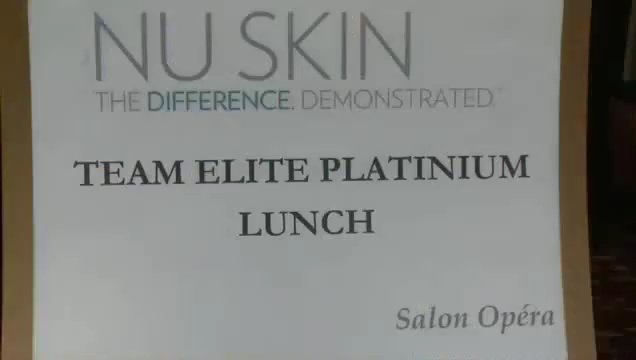 NU SKIN
THE DIFFERENCE. DEMONSTRATED.
TEAM ELITE PLATINIUM
LUNCH
Salon Opéra